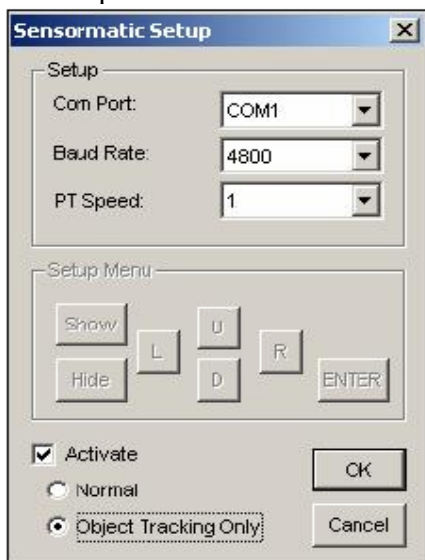 Sensormatic Setup
Setup
Com Port: COM1
Baud Rate: 4800
PT Speed: 1
Setup Menu
Show
Hide
L
U
D
R
ENTER
Activate
Normal
Object Tracking Only
OK
Cancel